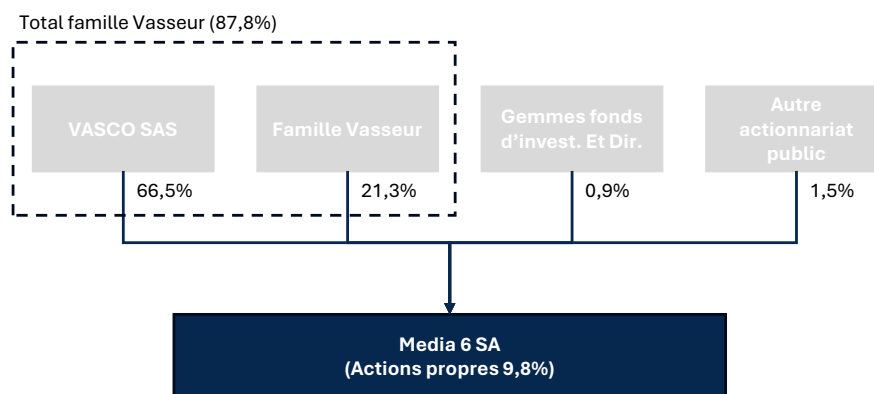 Total famille Vasseur (87,8%)
VASCO SAS
Famille Vasseur
Gemmes fonds
d’invest. Et Dir.
Autre
actionnariat
public
66,5%
21,3%
0,9%
1,5%
Media 6 SA
(Actions propres 9,8%)